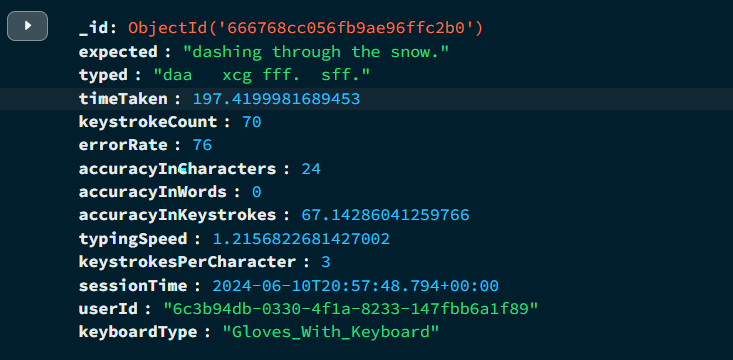 _id: ObjectId('666768cc056fb9ae96ffc2b0')
expected : "dashing through the snow."
typed : "daa   xcg fff.  sff."
timeTaken : 197.4199981689453
keystrokeCount : 70
errorRate : 76
accuracyInCharacters : 24
accuracyInWords : 0
accuracyInKeystrokes : 67.14286041259766
typingSpeed : 1.2156822681427002
keystrokesPerCharacter : 3
sessionTime : 2024-06-10T20:57:48.794+00:00
userId : "6c3b94db-0330-4f1a-8233-147fbb6a1f89"
keyboardType : "Gloves_With_Keyboard"